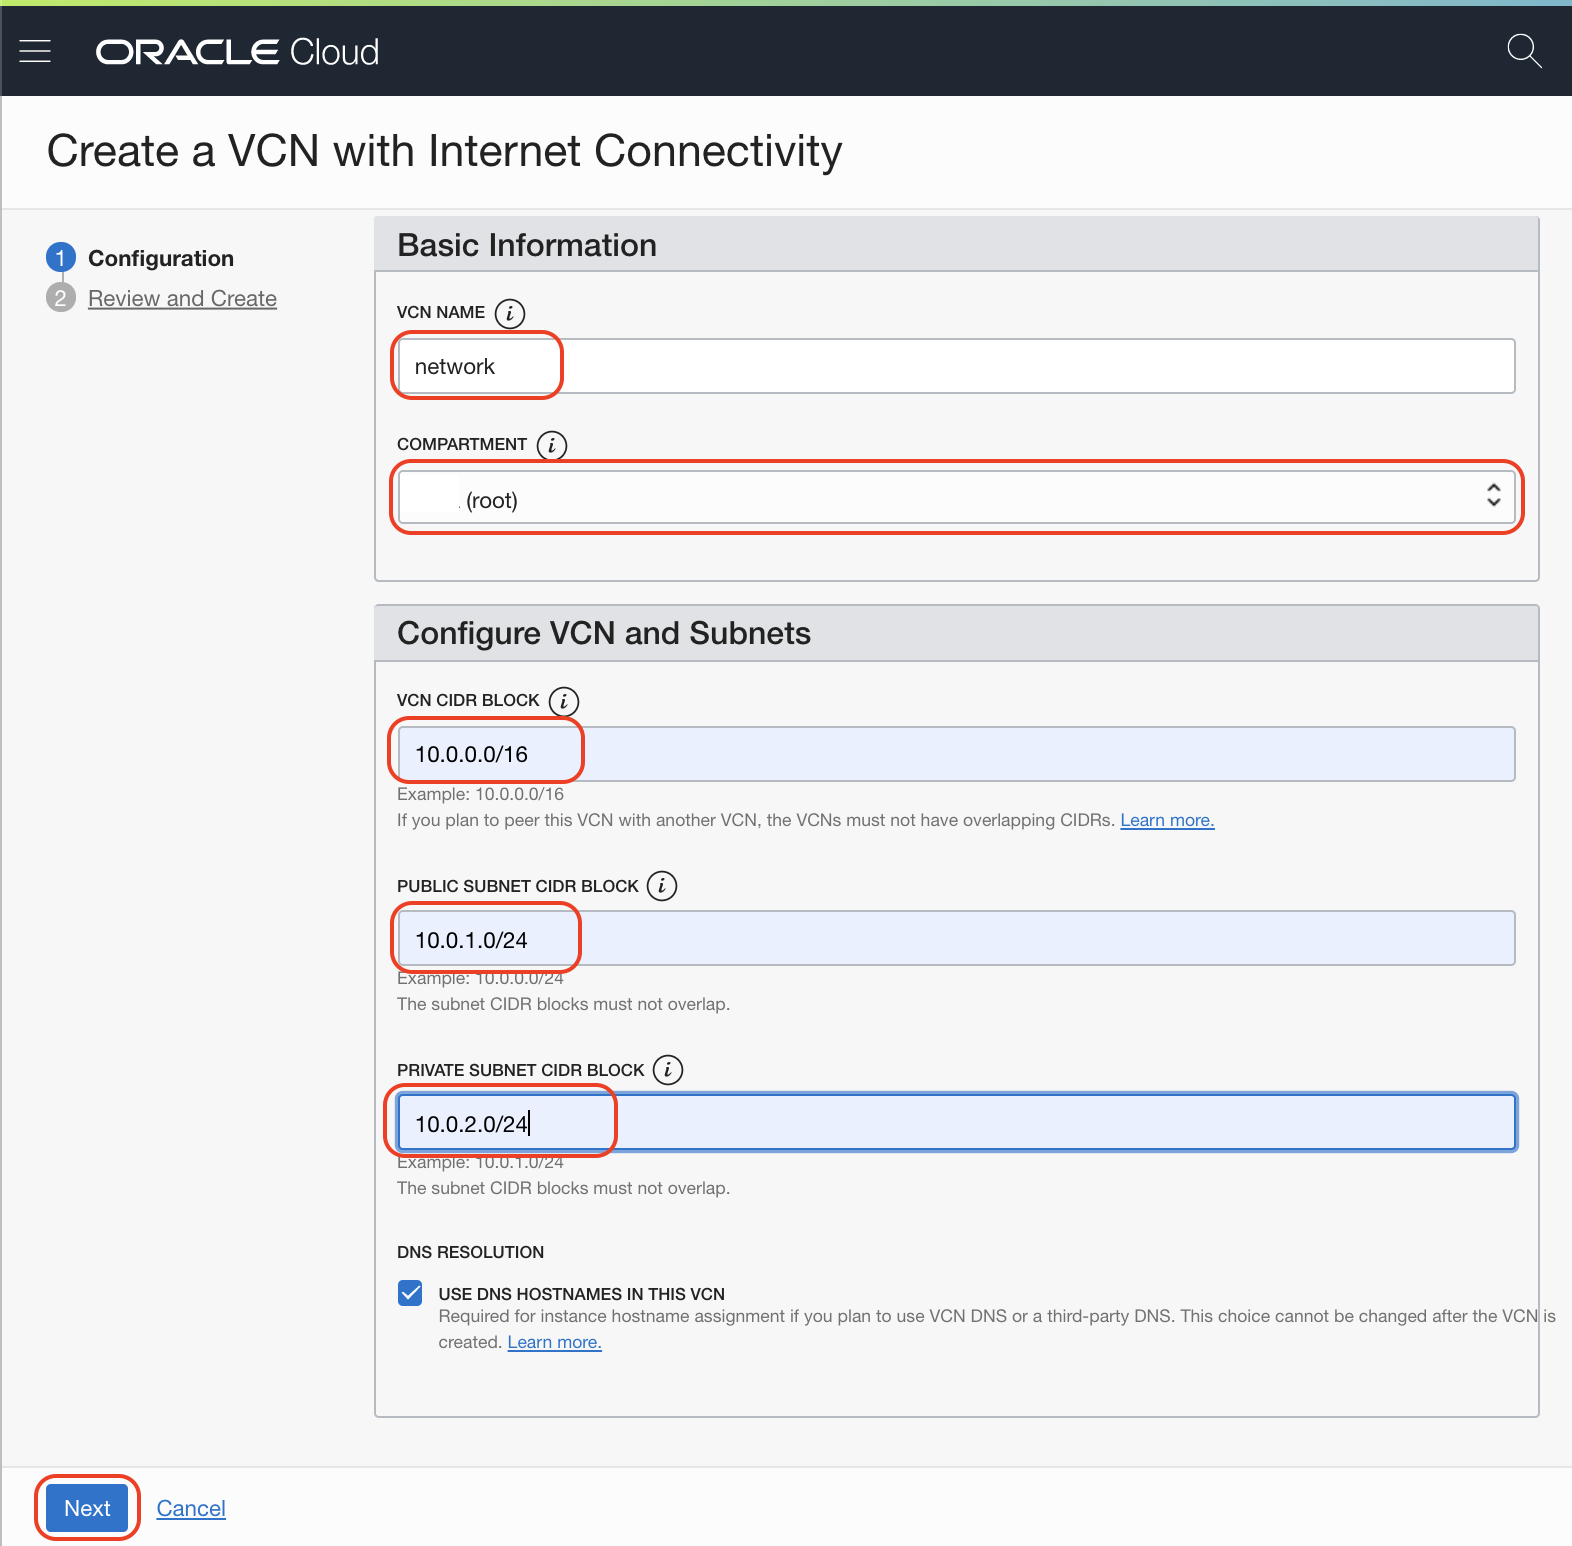 ORACLE Cloud
Create a VCN with Internet Connectivity
1 Configuration
2 Review and Create
Basic Information
VCN NAME i
network
COMPARTMENT i
(root)
Configure VCN and Subnets
VCN CIDR BLOCK i
10.0.0.0/16
Example: 10.0.0.0/16
If you plan to peer this VCN with another VCN, the VCNs must not have overlapping CIDRs. Learn more.
PUBLIC SUBNET CIDR BLOCK i
10.0.1.0/24
Example: 10.0.0.0/24
The subnet CIDR blocks must not overlap.
PRIVATE SUBNET CIDR BLOCK i
10.0.2.0/24
Example: 10.0.1.0/24
The subnet CIDR blocks must not overlap.
DNS RESOLUTION
USE DNS HOSTNAMES IN THIS VCN
Required for instance hostname assignment if you plan to use VCN DNS or a third-party DNS. This choice cannot be changed after the VCN is
created. Learn more.
Next Cancel